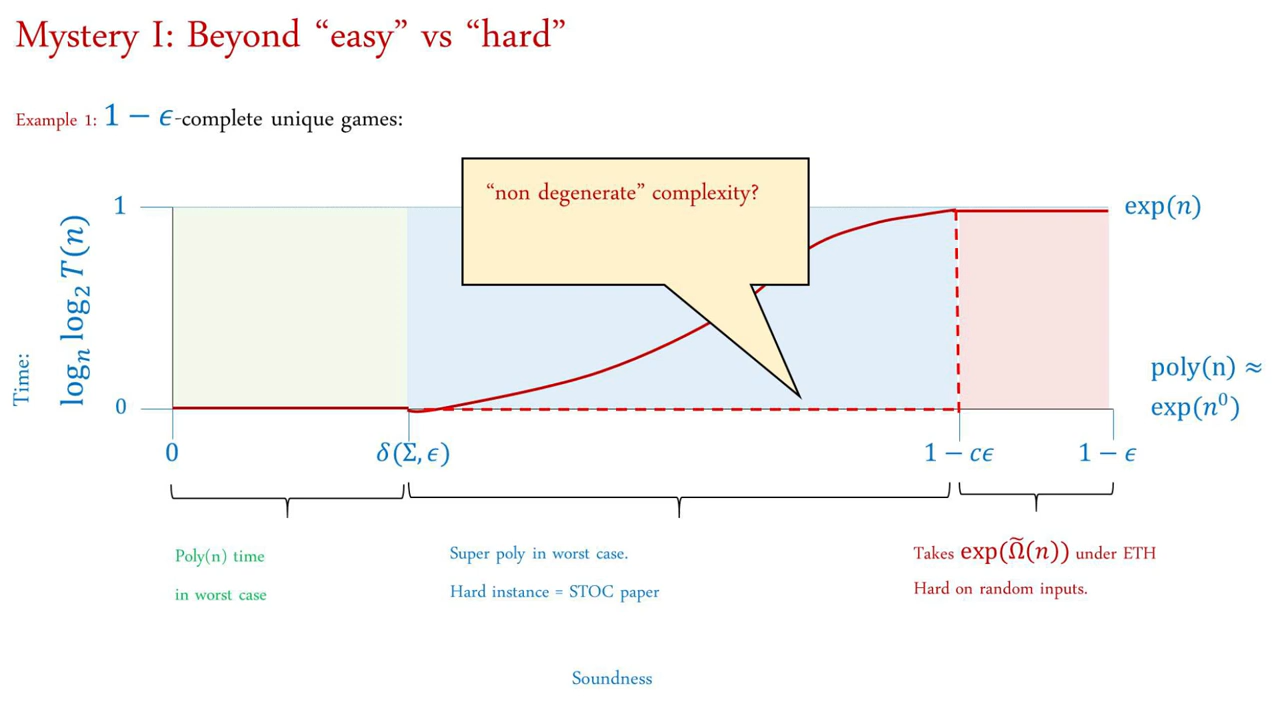 Mystery I: Beyond “easy” vs “hard”
Example 1: 1 − ϵ-complete unique games:
“non degenerate” complexity?
1
exp(n)
Time:
log_n log_2 T(n)
poly(n) ≈
exp(n^0)
0
0
δ(Σ, ϵ)
1 − cϵ
1 − ϵ
Poly(n) time
in worst case
Super poly in worst case.
Hard instance = STOC paper
Takes exp(Ω̃(n)) under ETH
Hard on random inputs.
Soundness